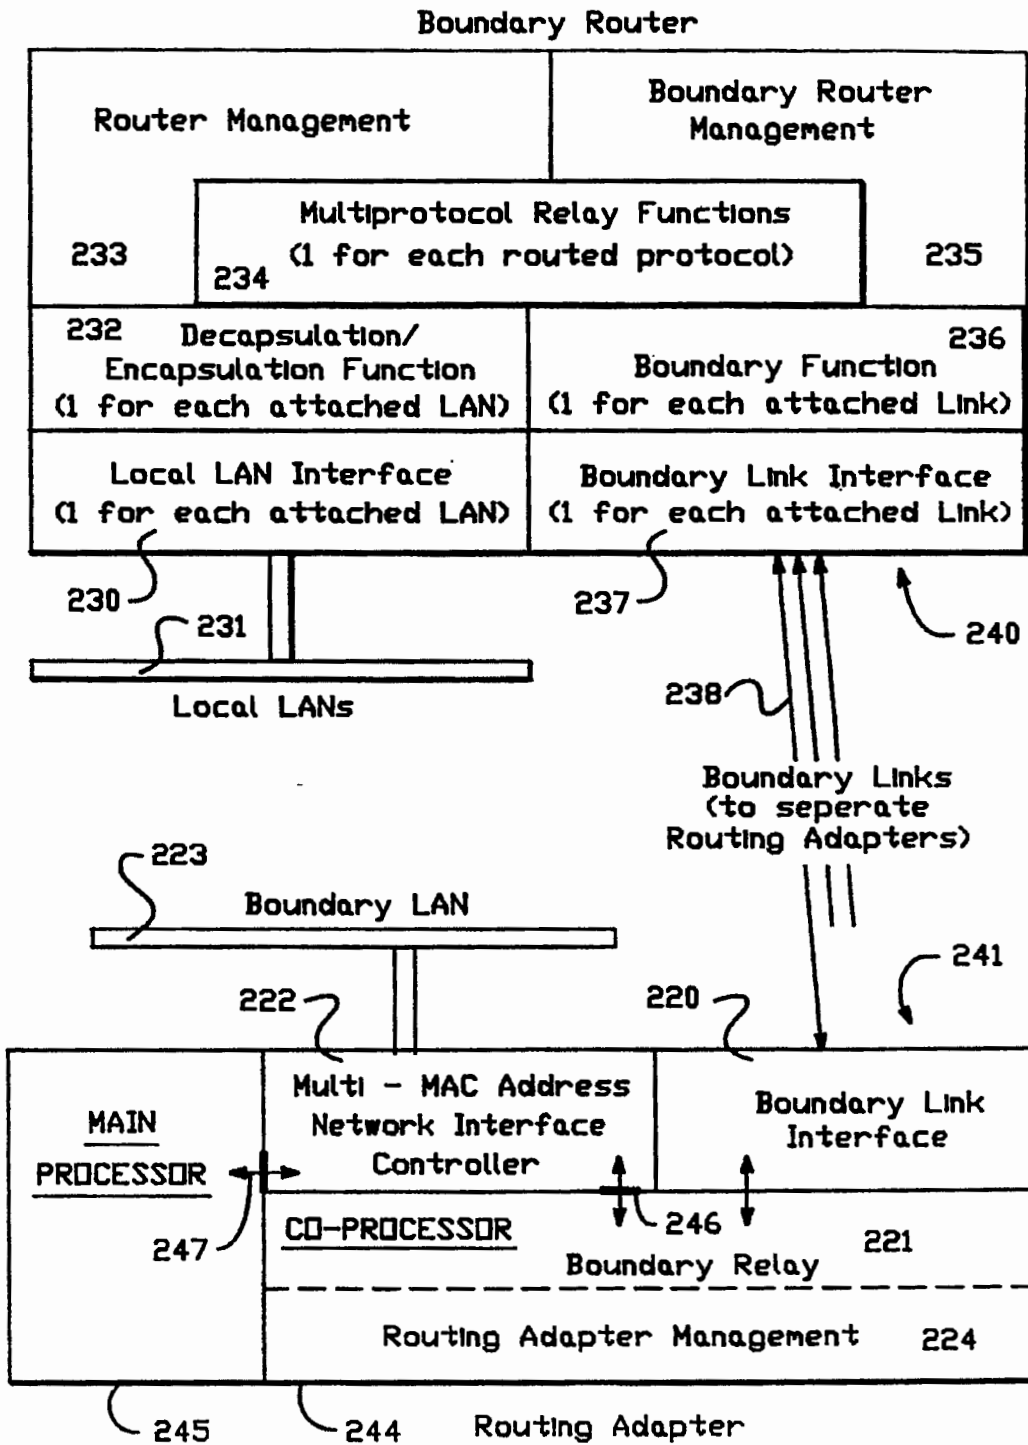 Boundary Router
Router Management
Boundary Router
Management
Multiprotocol Relay Functions
(1 for each routed protocol)
233
234
235
232
Decapsulation/
Encapsulation Function
(1 for each attached LAN)
236
Boundary Function
(1 for each attached Link)
Local LAN Interface
(1 for each attached LAN)
Boundary Link Interface
(1 for each attached Link)
230
231
237
240
Local LANs
238
Boundary Links
(to seperate
Routing Adapters)
223
Boundary LAN
222
220
241
MAIN
PROCESSOR
Multi - MAC Address
Network Interface
Controller
Boundary Link
Interface
247
CO-PROCESSOR
246
221
Boundary Relay
Routing Adapter Management
224
245
244
Routing Adapter